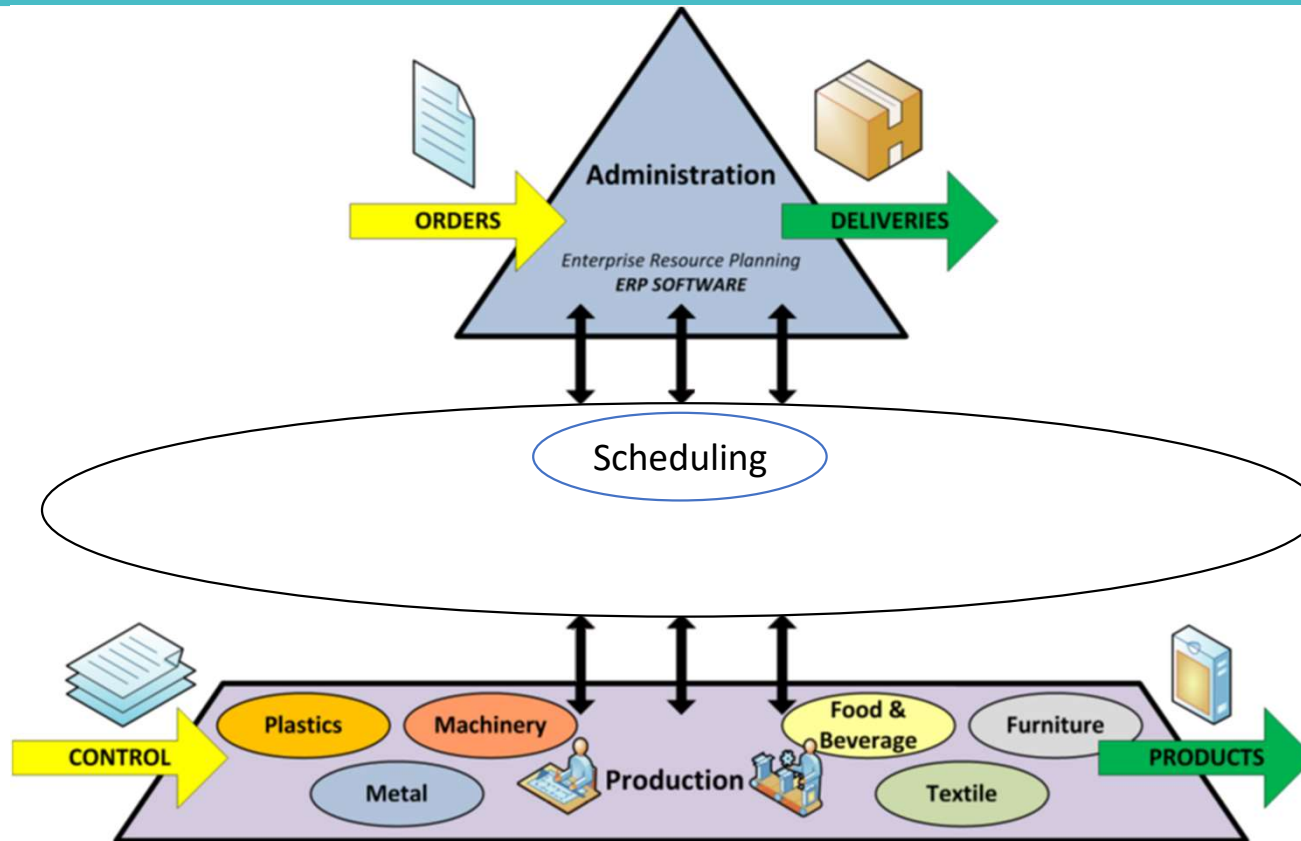 Administration
ORDERS
DELIVERIES
Enterprise Resource Planning
ERP SOFTWARE
Scheduling
CONTROL
Plastics
Machinery
Food &
Beverage
Furniture
Metal
Production
Textile
PRODUCTS